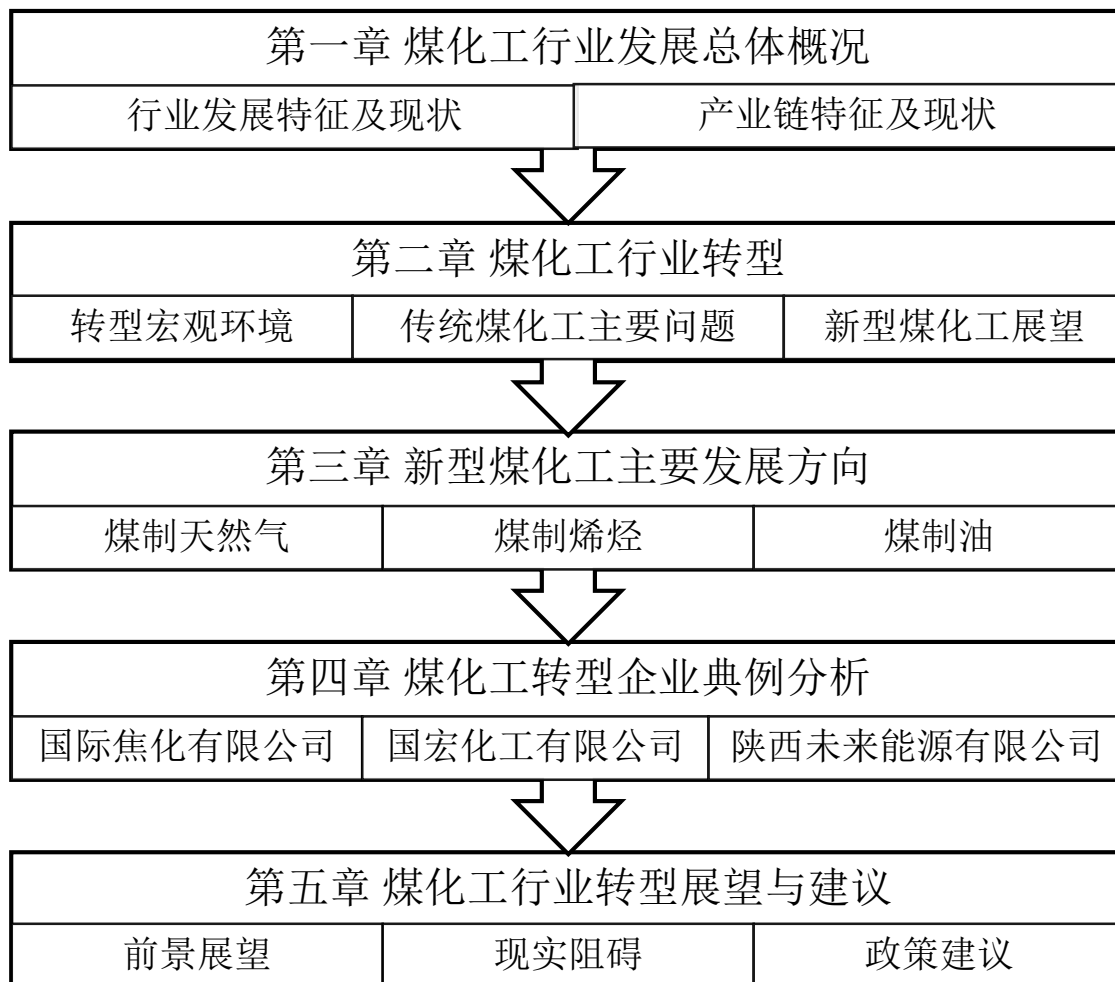 第一章 煤化工行业发展总体概况
行业发展特征及现状 产业链特征及现状
第二章 煤化工行业转型
转型宏观环境 传统煤化工主要问题 新型煤化工展望
第三章 新型煤化工主要发展方向
煤制天然气 煤制烯烃 煤制油
第四章 煤化工转型企业典例分析
国际焦化有限公司 国宏化工有限公司 陕西未来能源有限公司
第五章 煤化工行业转型展望与建议
前景展望 现实阻碍 政策建议